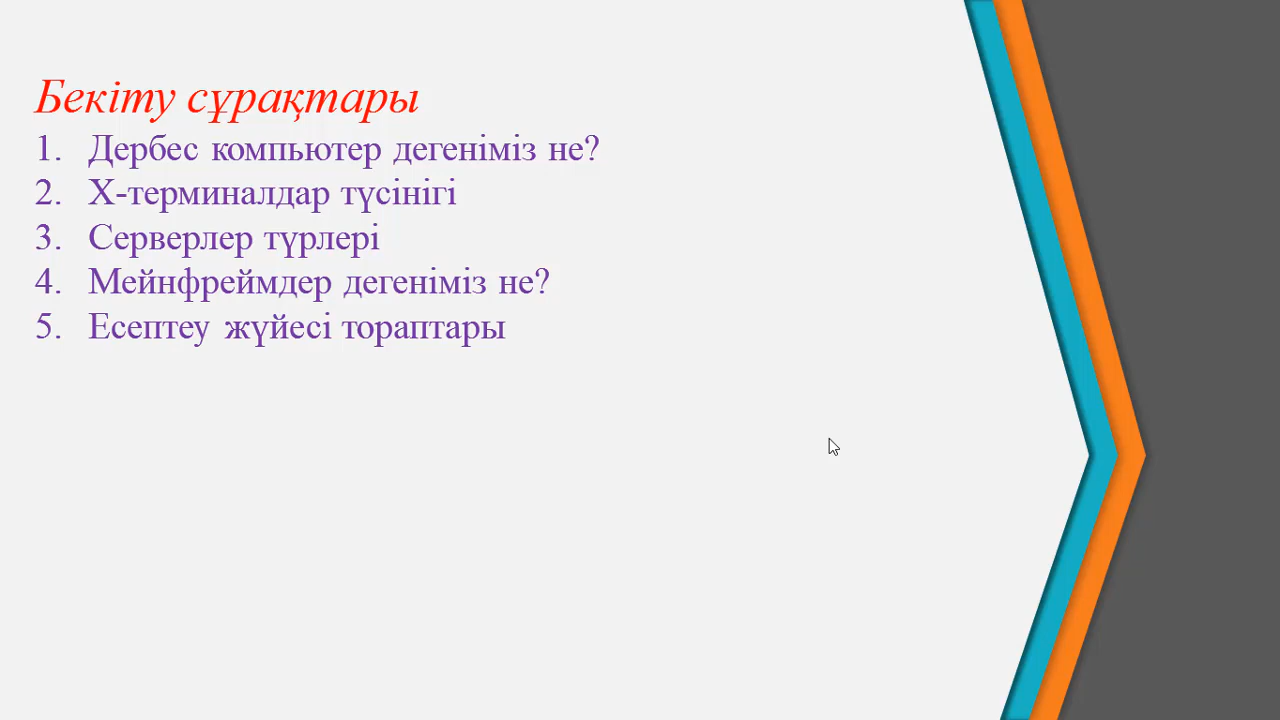 Бекіту сұрақтары
1. Дербес компьютер дегеніміз не?
2. Х-терминалдар түсінігі
3. Серверлер түрлері
4. Мейнфреймдер дегеніміз не?
5. Есептеу жүйесі тораптары